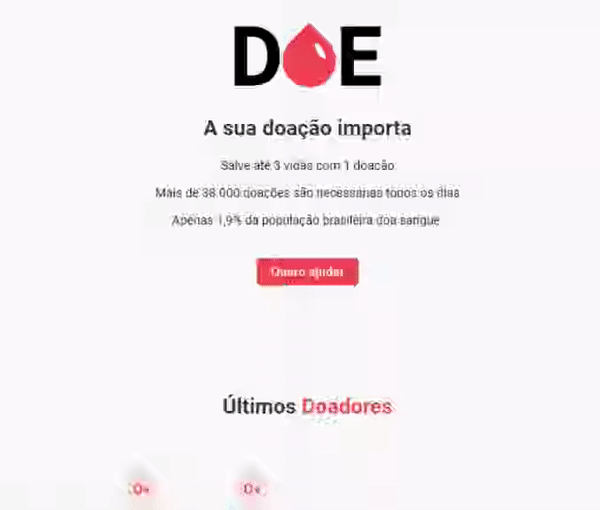 DOE
A sua doação importa
Salve até 3 vidas com 1 doação
Mais de 38.000 doações são necessárias todos os dias
Apenas 1,9% da população brasileira doa sangue
Quero ajudar
Últimos Doadores